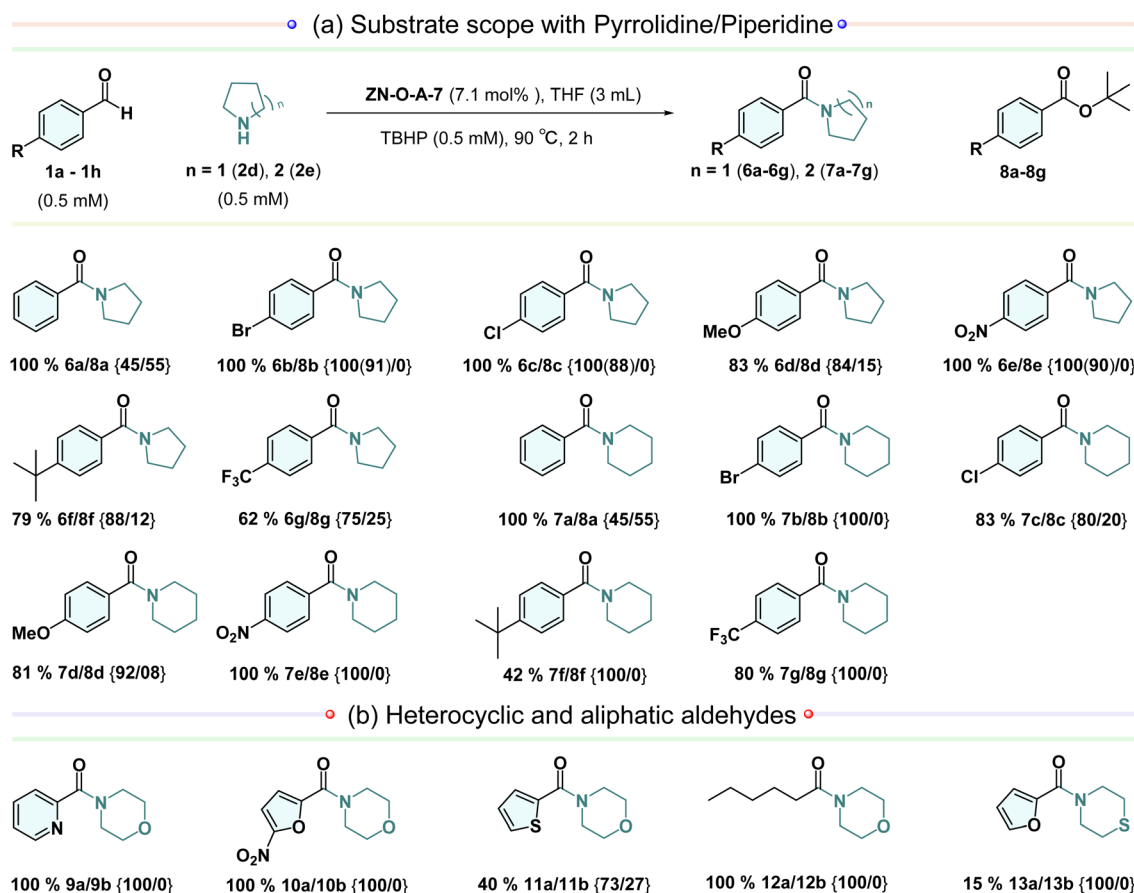 (a) Substrate scope with Pyrrolidine/Piperidine
O
H
R
1a - 1h
(0.5 mM)
n
N
H
n = 1 (2d), 2 (2e)
(0.5 mM)
ZN-O-A-7 (7.1 mol% ), THF (3 mL)
TBHP (0.5 mM), 90 °C, 2 h
O
N
n
R
n = 1 (6a-6g), 2 (7a-7g)
O
O
R
8a-8g
O
N
100 % 6a/8a {45/55}
O
N
Br
100 % 6b/8b {100(91)/0}
O
N
Cl
100 % 6c/8c {100(88)/0}
O
N
MeO
83 % 6d/8d {84/15}
O
N
O2N
100 % 6e/8e {100(90)/0}
O
N
79 % 6f/8f {88/12}
O
N
F3C
62 % 6g/8g {75/25}
O
N
100 % 7a/8a {45/55}
O
N
Br
100 % 7b/8b {100/0}
O
N
Cl
83 % 7c/8c {80/20}
O
N
MeO
81 % 7d/8d {92/08}
O
N
O2N
100 % 7e/8e {100/0}
O
N
42 % 7f/8f {100/0}
O
N
F3C
80 % 7g/8g {100/0}
(b) Heterocyclic and aliphatic aldehydes
O
N
N
O
100 % 9a/9b {100/0}
O
N
O
O
NO2
100 % 10a/10b {100/0}
O
N
S
O
40 % 11a/11b {73/27}
O
N
O
100 % 12a/12b {100/0}
O
N
O
S
15 % 13a/13b {100/0}